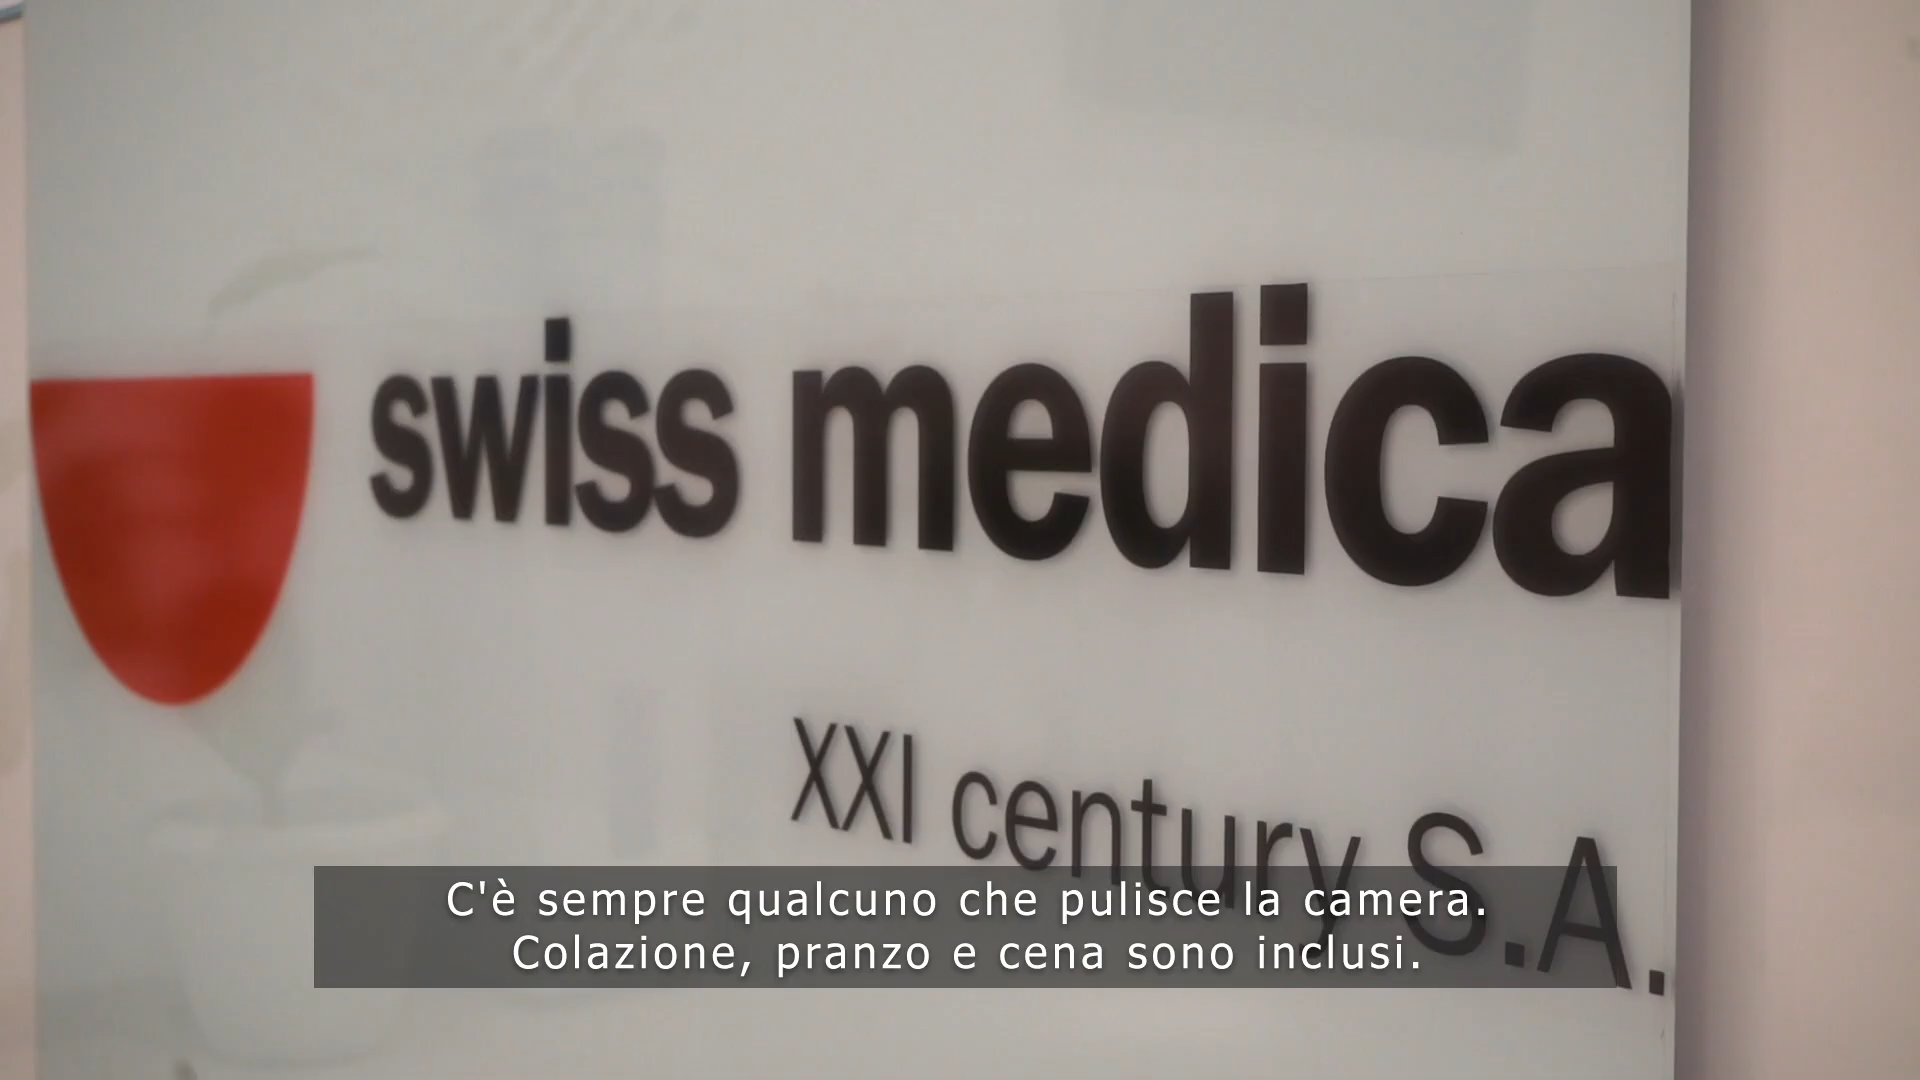 swiss medica
XXI century S.A.
C'è sempre qualcuno che pulisce la camera.
Colazione, pranzo e cena sono inclusi.